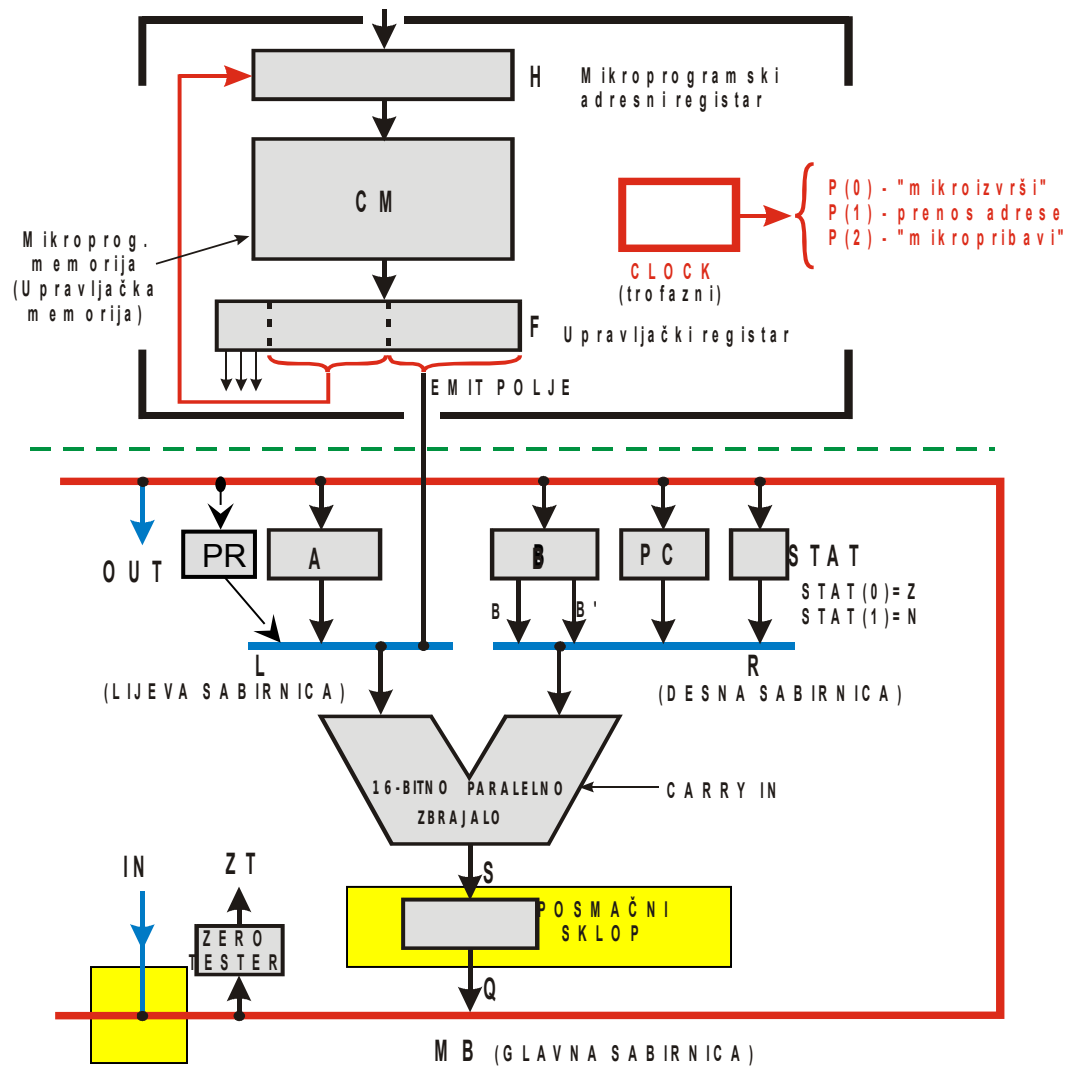 H
Mikroprogramski
adresni registar
CM
Mikroprog.
memorija
(Upravljačka
memorija)
P(0) - "mikroizvrši"
P(1) - prenos adrese
P(2) - "mikropribavi"
CLOCK
(trofazni)
F
Upravljački registar
EMIT POLJE
OUT
PR
A
B
PC
STAT
STAT(0)=Z
STAT(1)=N
B
B'
L
(LIJEVA SABIRNICA)
R
(DESNA SABIRNICA)
16-BITNO PARALELNO
ZBRAJALO
CARRY IN
S
IN
ZT
ZERO
TESTER
POSMAČNI
SKLOP
Q
MB (GLAVNA SABIRNICA)